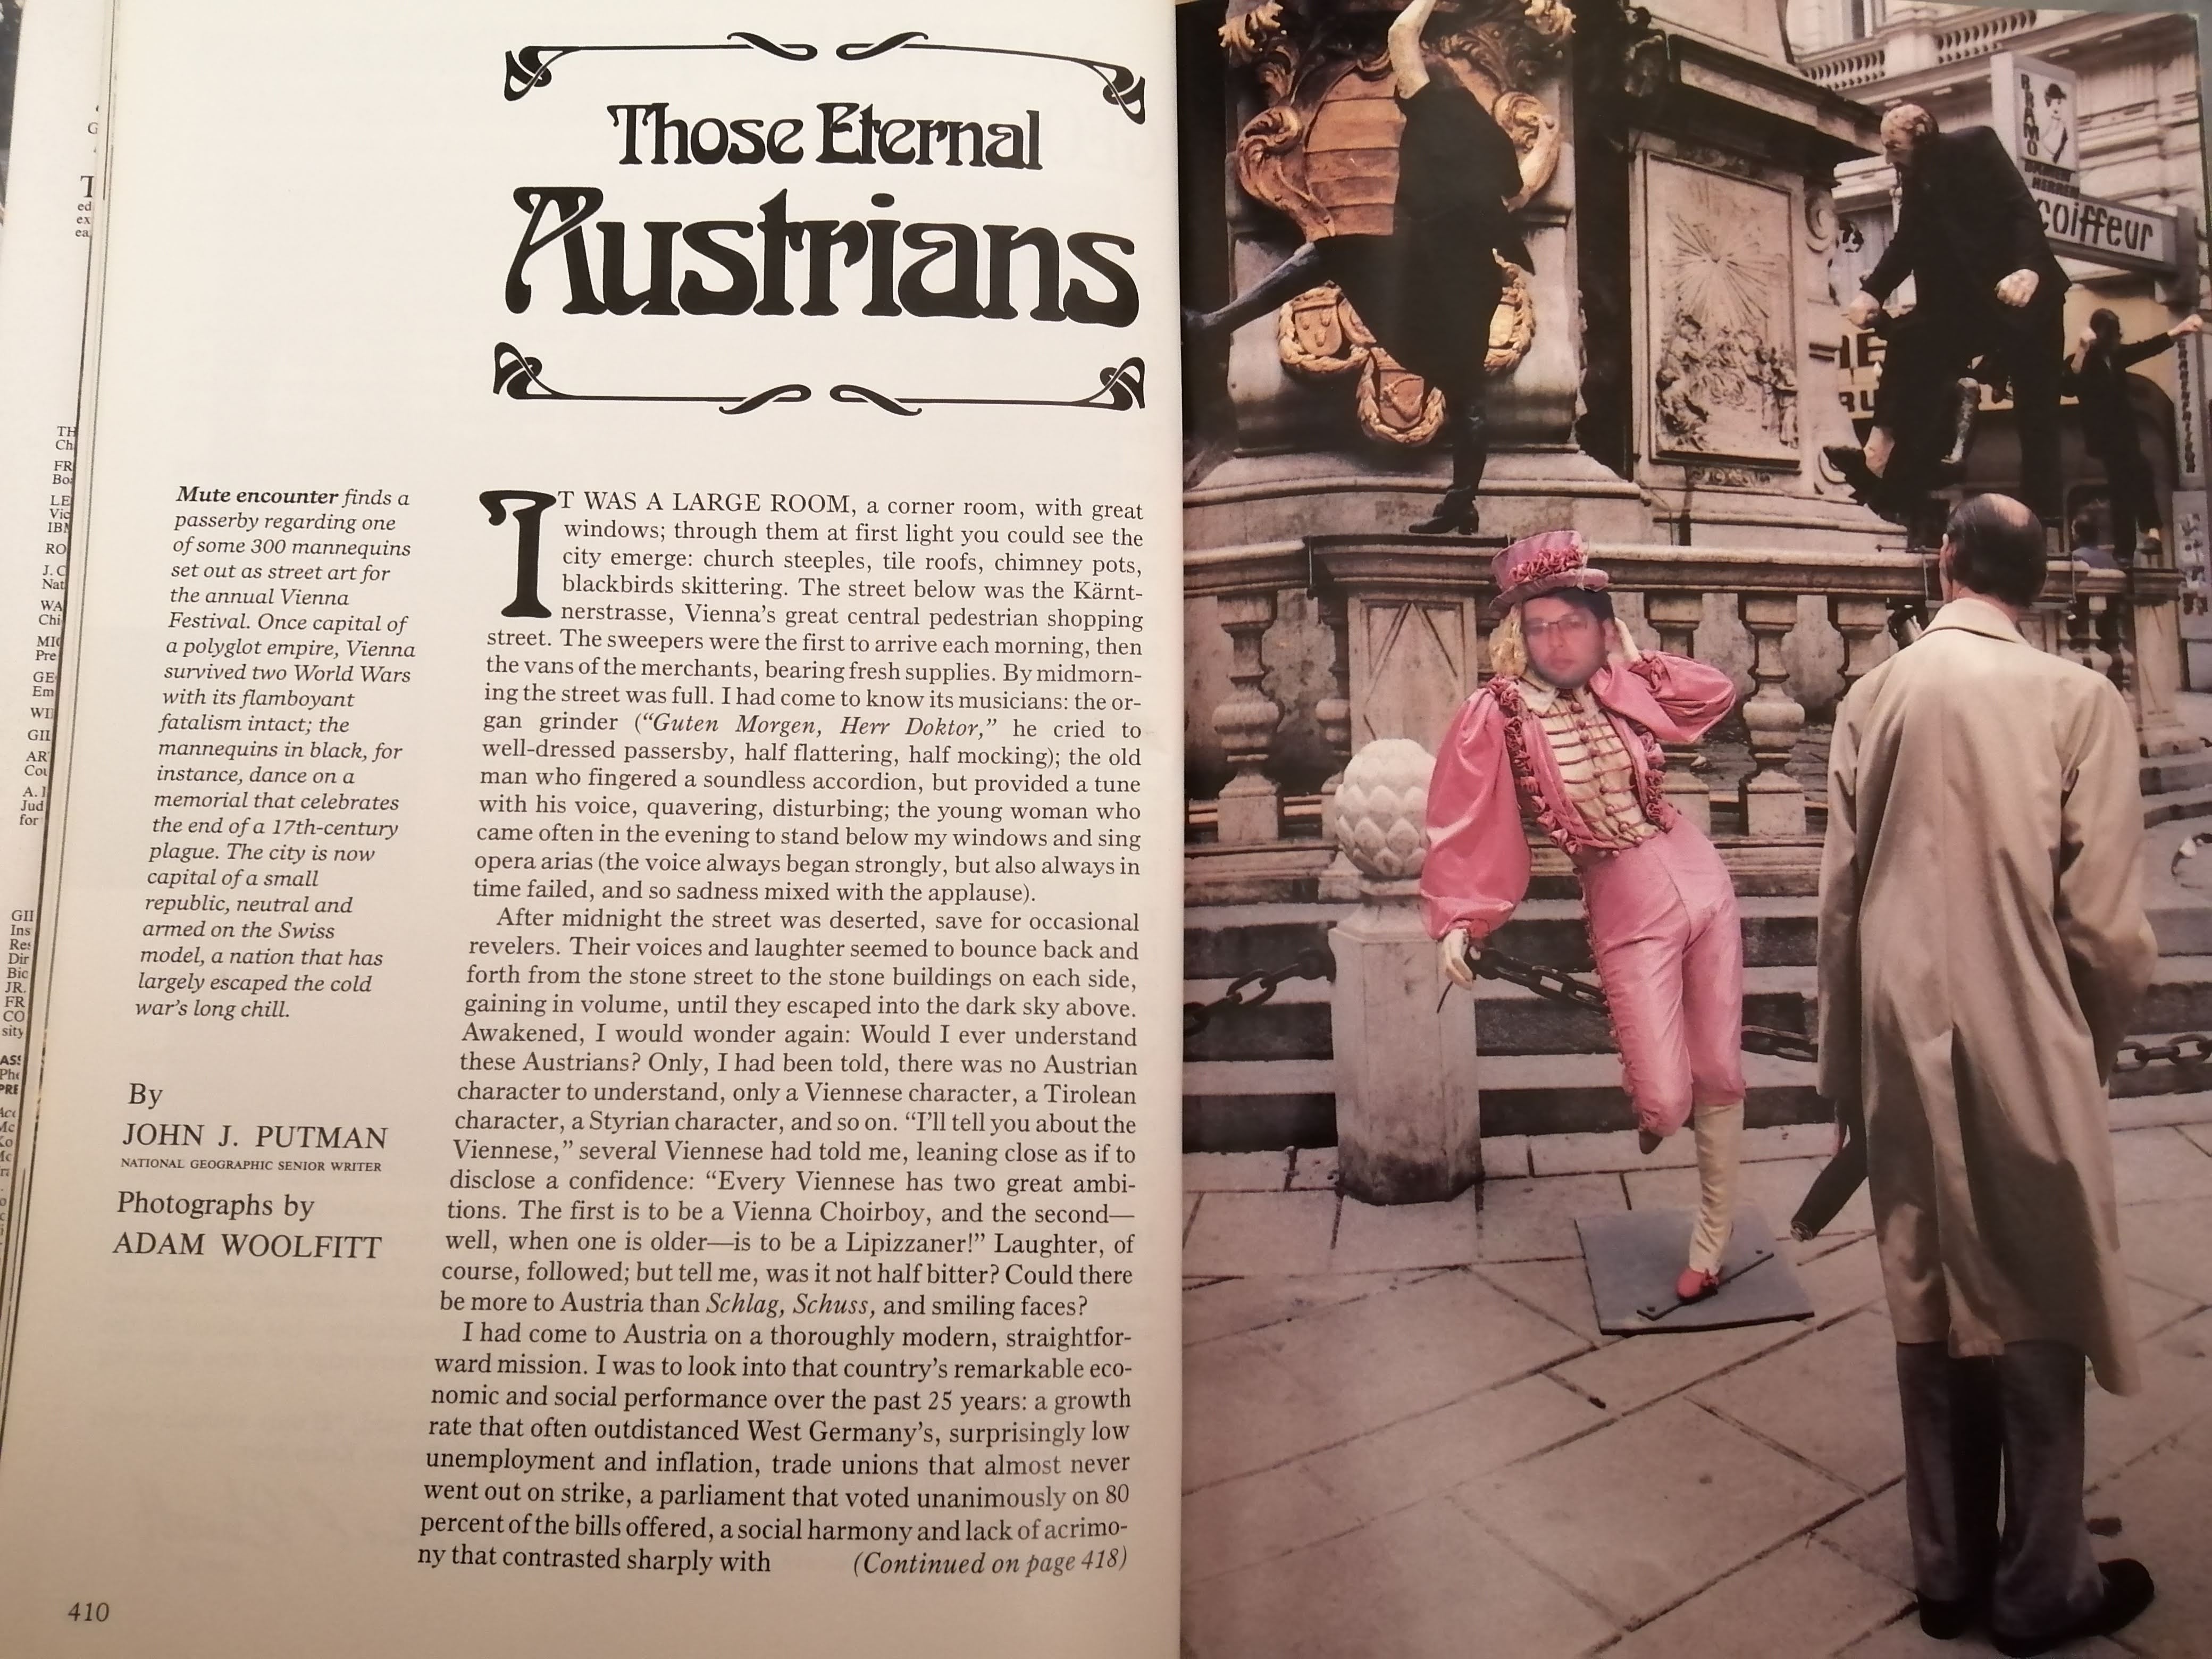 Those Eternal
Austrians
Mute encounter finds a
passerby regarding one
of some 300 mannequins
set out as street art for
the annual Vienna
Festival. Once capital of
a polyglot empire, Vienna
survived two World Wars
with its flamboyant
fatalism intact; the
mannequins in black, for
instance, dance on a
memorial that celebrates
the end of a 17th-century
plague. The city is now
capital of a small
republic, neutral and
armed on the Swiss
model, a nation that has
largely escaped the cold
war's long chill.
By
JOHN J. PUTMAN
NATIONAL GEOGRAPHIC SENIOR WRITER
Photographs by
ADAM WOOLFITT
IT WAS A LARGE ROOM, a corner room, with great
windows; through them at first light you could see the
city emerge: church steeples, tile roofs, chimney pots,
blackbirds skittering. The street below was the Kärnt-
nerstrasse, Vienna's great central pedestrian shopping
street. The sweepers were the first to arrive each morning, then
the vans of the merchants, bearing fresh supplies. By midmorn-
ing the street was full. I had come to know its musicians: the or-
gan grinder ("Guten Morgen, Herr Doktor," he cried to
well-dressed passersby, half flattering, half mocking); the old
man who fingered a soundless accordion, but provided a tune
with his voice, quavering, disturbing; the young woman who
came often in the evening to stand below my windows and sing
opera arias (the voice always began strongly, but also always in
time failed, and so sadness mixed with the applause).
After midnight the street was deserted, save for occasional
revelers. Their voices and laughter seemed to bounce back and
forth from the stone street to the stone buildings on each side,
gaining in volume, until they escaped into the dark sky above.
Awakened, I would wonder again: Would I ever understand
these Austrians? Only, I had been told, there was no Austrian
character to understand, only a Viennese character, a Tirolean
character, a Styrian character, and so on. "I'll tell you about the
Viennese," several Viennese had told me, leaning close as if to
disclose a confidence: "Every Viennese has two great ambi-
tions. The first is to be a Vienna Choirboy, and the second—
well, when one is older—is to be a Lipizzaner!" Laughter, of
course, followed; but tell me, was it not half bitter? Could there
be more to Austria than Schlag, Schuss, and smiling faces?
I had come to Austria on a thoroughly modern, straightfor-
ward mission. I was to look into that country's remarkable eco-
nomic and social performance over the past 25 years: a growth
rate that often outdistanced West Germany's, surprisingly low
unemployment and inflation, trade unions that almost never
went out on strike, a parliament that voted unanimously on 80
percent of the bills offered, a social harmony and lack of acrimo-
ny that contrasted sharply with (Continued on page 418)
410
BRAMO
HERREN
coiffeur